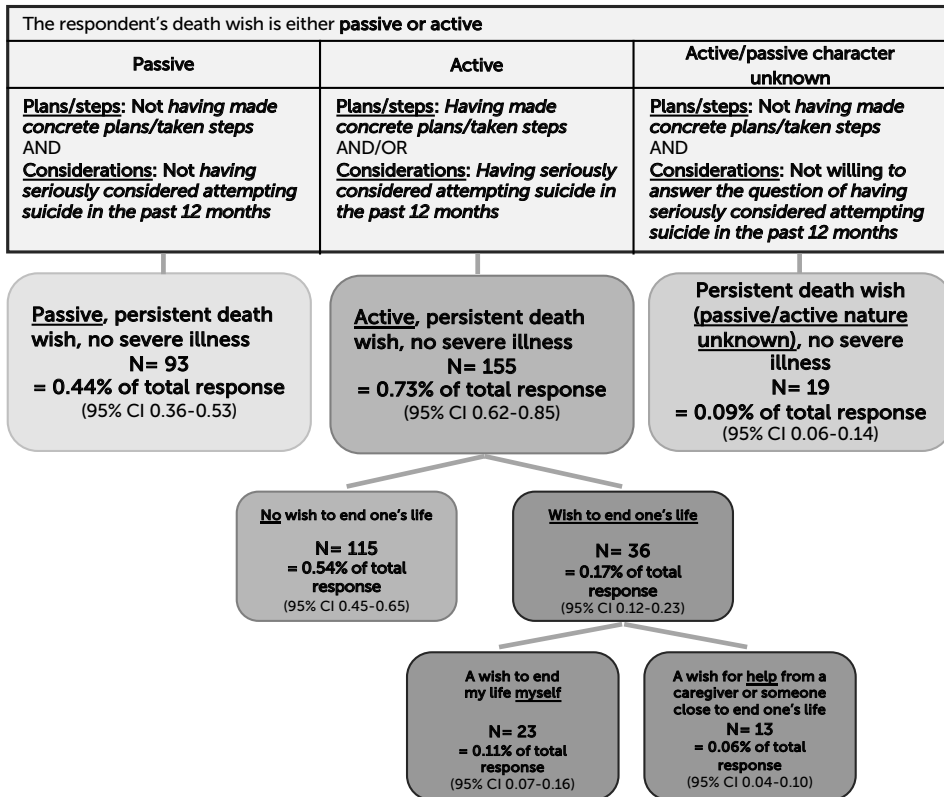 The respondent's death wish is either passive or active
Passive
Active
Active/passive character
unknown
Plans/steps: Not having made
concrete plans/taken steps
AND
Considerations: Not having
seriously considered attempting
suicide in the past 12 months
Plans/steps: Having made
concrete plans/taken steps
AND/OR
Considerations: Having seriously
considered attempting suicide in
the past 12 months
Plans/steps: Not having made
concrete plans/taken steps
AND
Considerations: Not willing to
answer the question of having
seriously considered attempting
suicide in the past 12 months
Passive, persistent death
wish, no severe illness
N= 93
= 0.44% of total response
(95% CI 0.36-0.53)
Active, persistent death
wish, no severe illness
N= 155
= 0.73% of total response
(95% CI 0.62-0.85)
Persistent death wish
(passive/active nature
unknown), no severe
illness
N= 19
= 0.09% of total response
(95% CI 0.06-0.14)
No wish to end one's life
N= 115
= 0.54% of total
response
(95% CI 0.45-0.65)
Wish to end one's life
N= 36
= 0.17% of total
response
(95% CI 0.12-0.23)
A wish to end
my life myself
N= 23
= 0.11% of total
response
(95% CI 0.07-0.16)
A wish for help from a
caregiver or someone
close to end one's life
N= 13
= 0.06% of total
response
(95% CI 0.04-0.10)